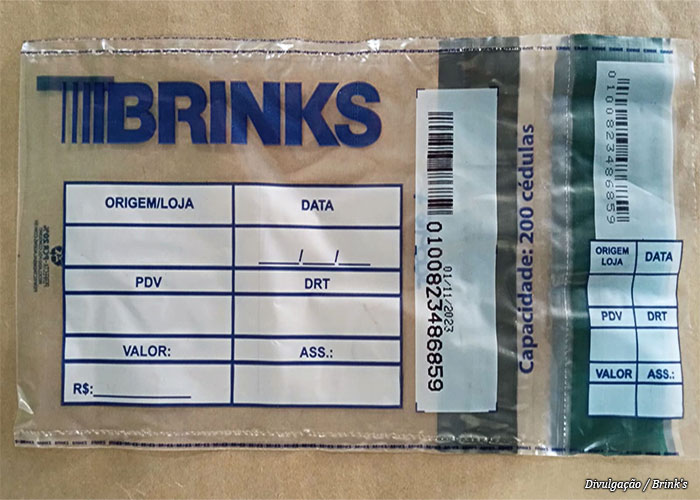 BRINKS
ORIGEM/LOJA
DATA
___/___/___
PDV
DRT
VALOR:
ASS.:
R$:
0100823486859
01/11/2023
Capacidade: 200 cédulas
0100823486859
ORIGEM
LOJA
DATA
PDV
DRT
VALOR
ASS.:
Divulgação / Brink's